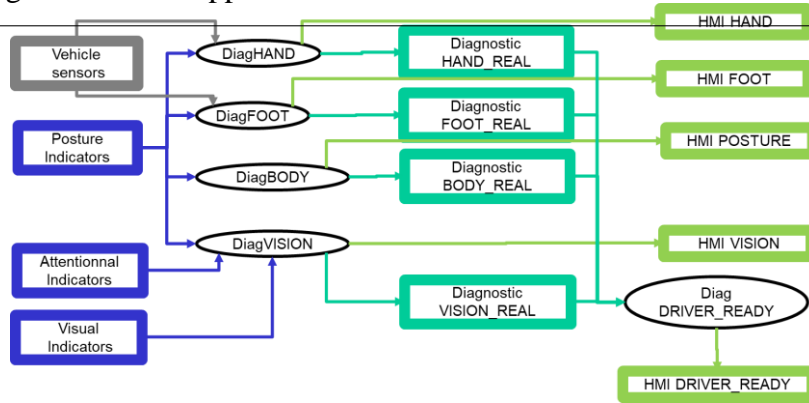 HMI HAND
Vehicle
sensors
DiagHAND
Diagnostic
HAND_REAL
HMI FOOT
DiagFOOT
Diagnostic
FOOT_REAL
Posture
Indicators
HMI POSTURE
DiagBODY
Diagnostic
BODY_REAL
DiagVISION
HMI VISION
Attentionnal
Indicators
Diagnostic
VISION_REAL
Diag
DRIVER_READY
Visual
Indicators
HMI DRIVER_READY